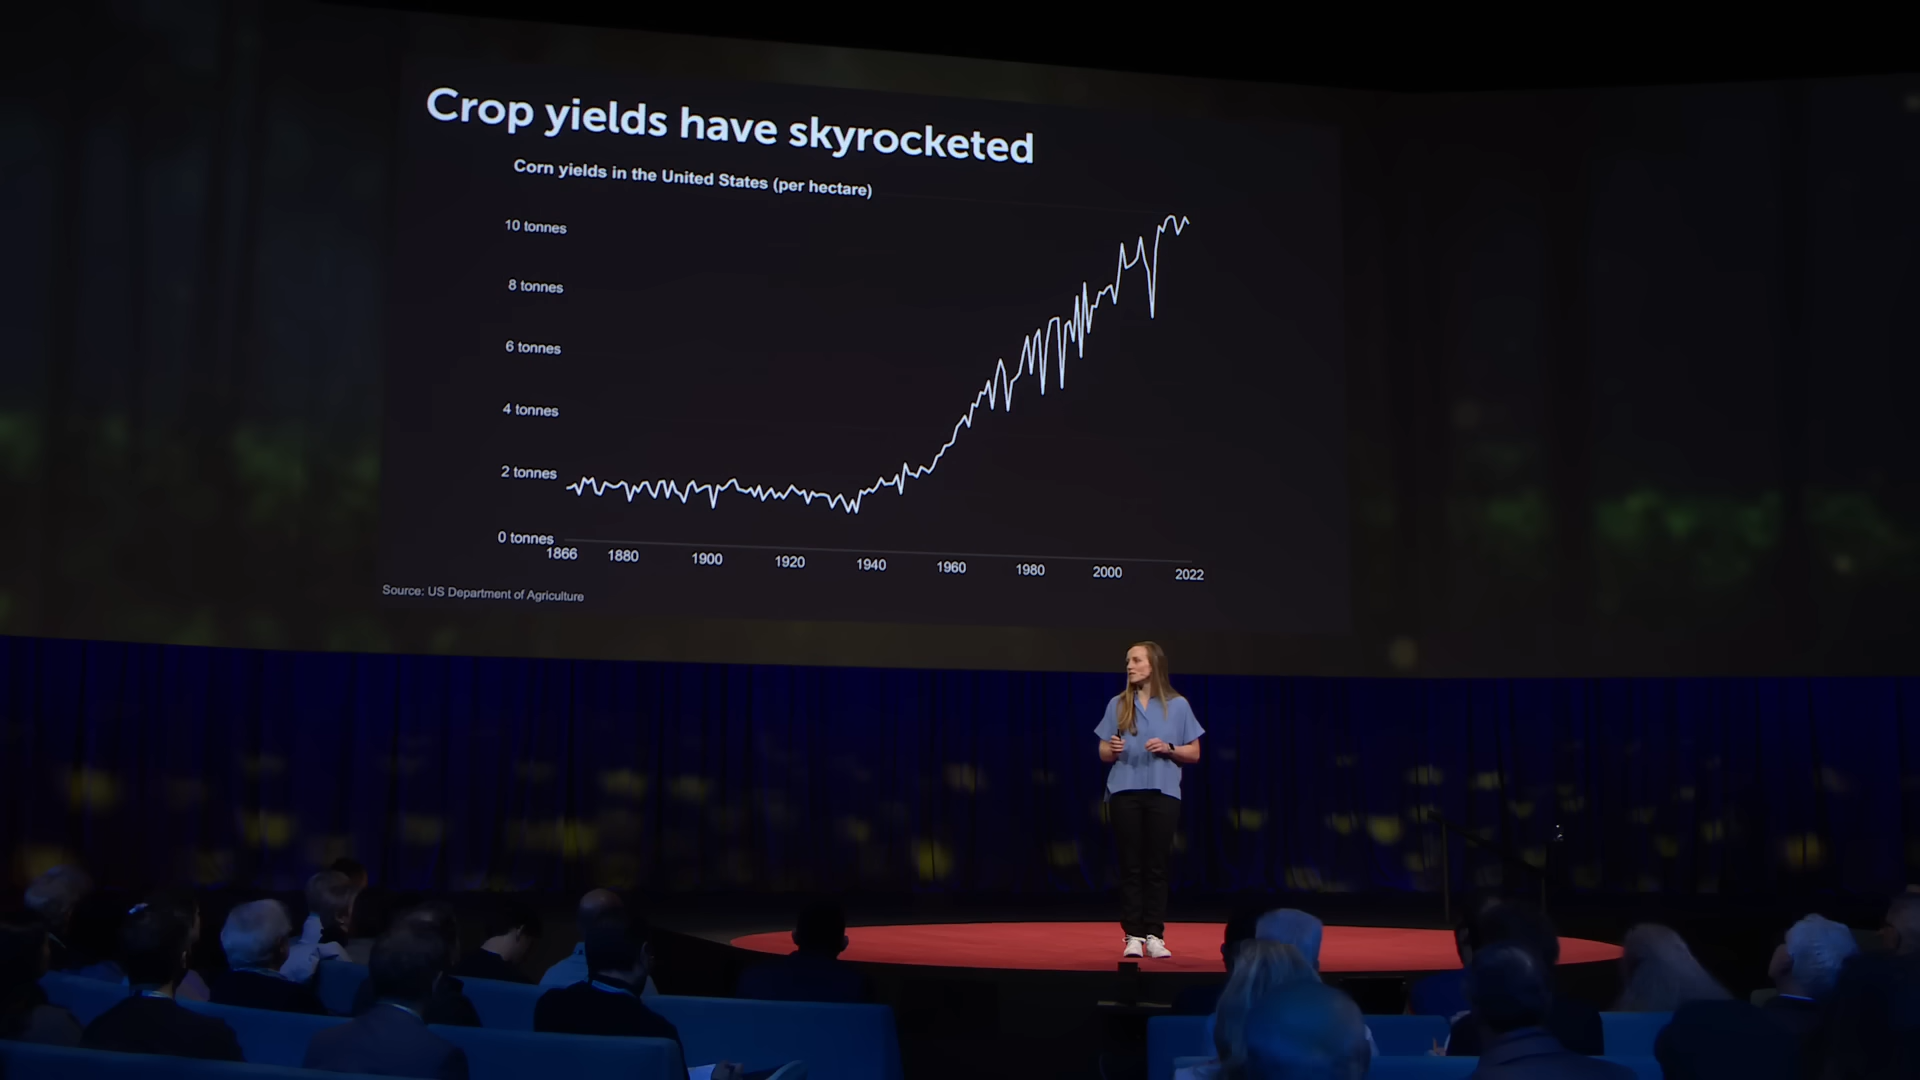 Crop yields have skyrocketed
Corn yields in the United States (per hectare)
10 tonnes
8 tonnes
6 tonnes
4 tonnes
2 tonnes
0 tonnes
1866 1880 1900 1920 1940 1960 1980 2000 2022
Source: US Department of Agriculture